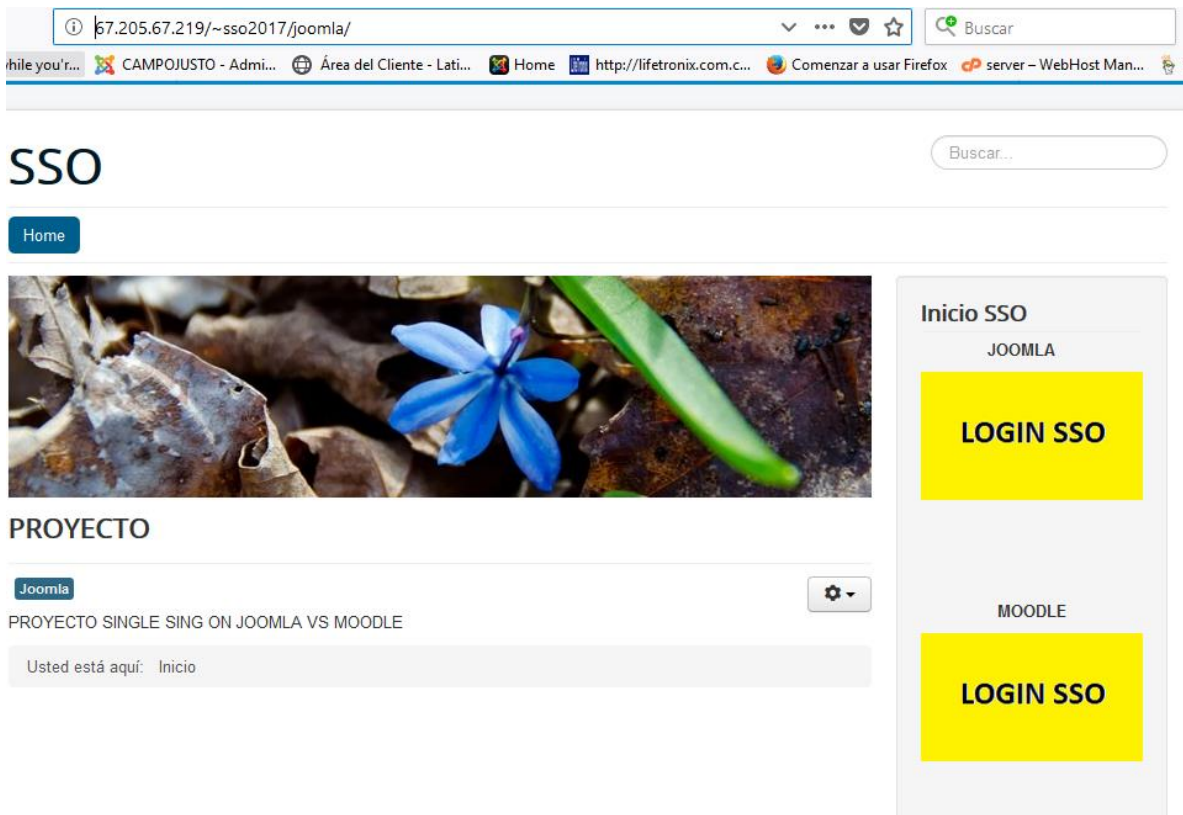 67.205.67.219/~sso2017/joomla/
Buscar
while you'r...
CAMPOJUSTO - Admi...
Área del Cliente - Lati...
Home
http://lifetronix.com.c...
Comenzar a usar Firefox
cP server – WebHost Man...
SSO
Buscar...
Home
Inicio SSO
JOOMLA
LOGIN SSO
PROYECTO
Joomla
PROYECTO SINGLE SING ON JOOMLA VS MOODLE
Usted está aquí: Inicio
MOODLE
LOGIN SSO